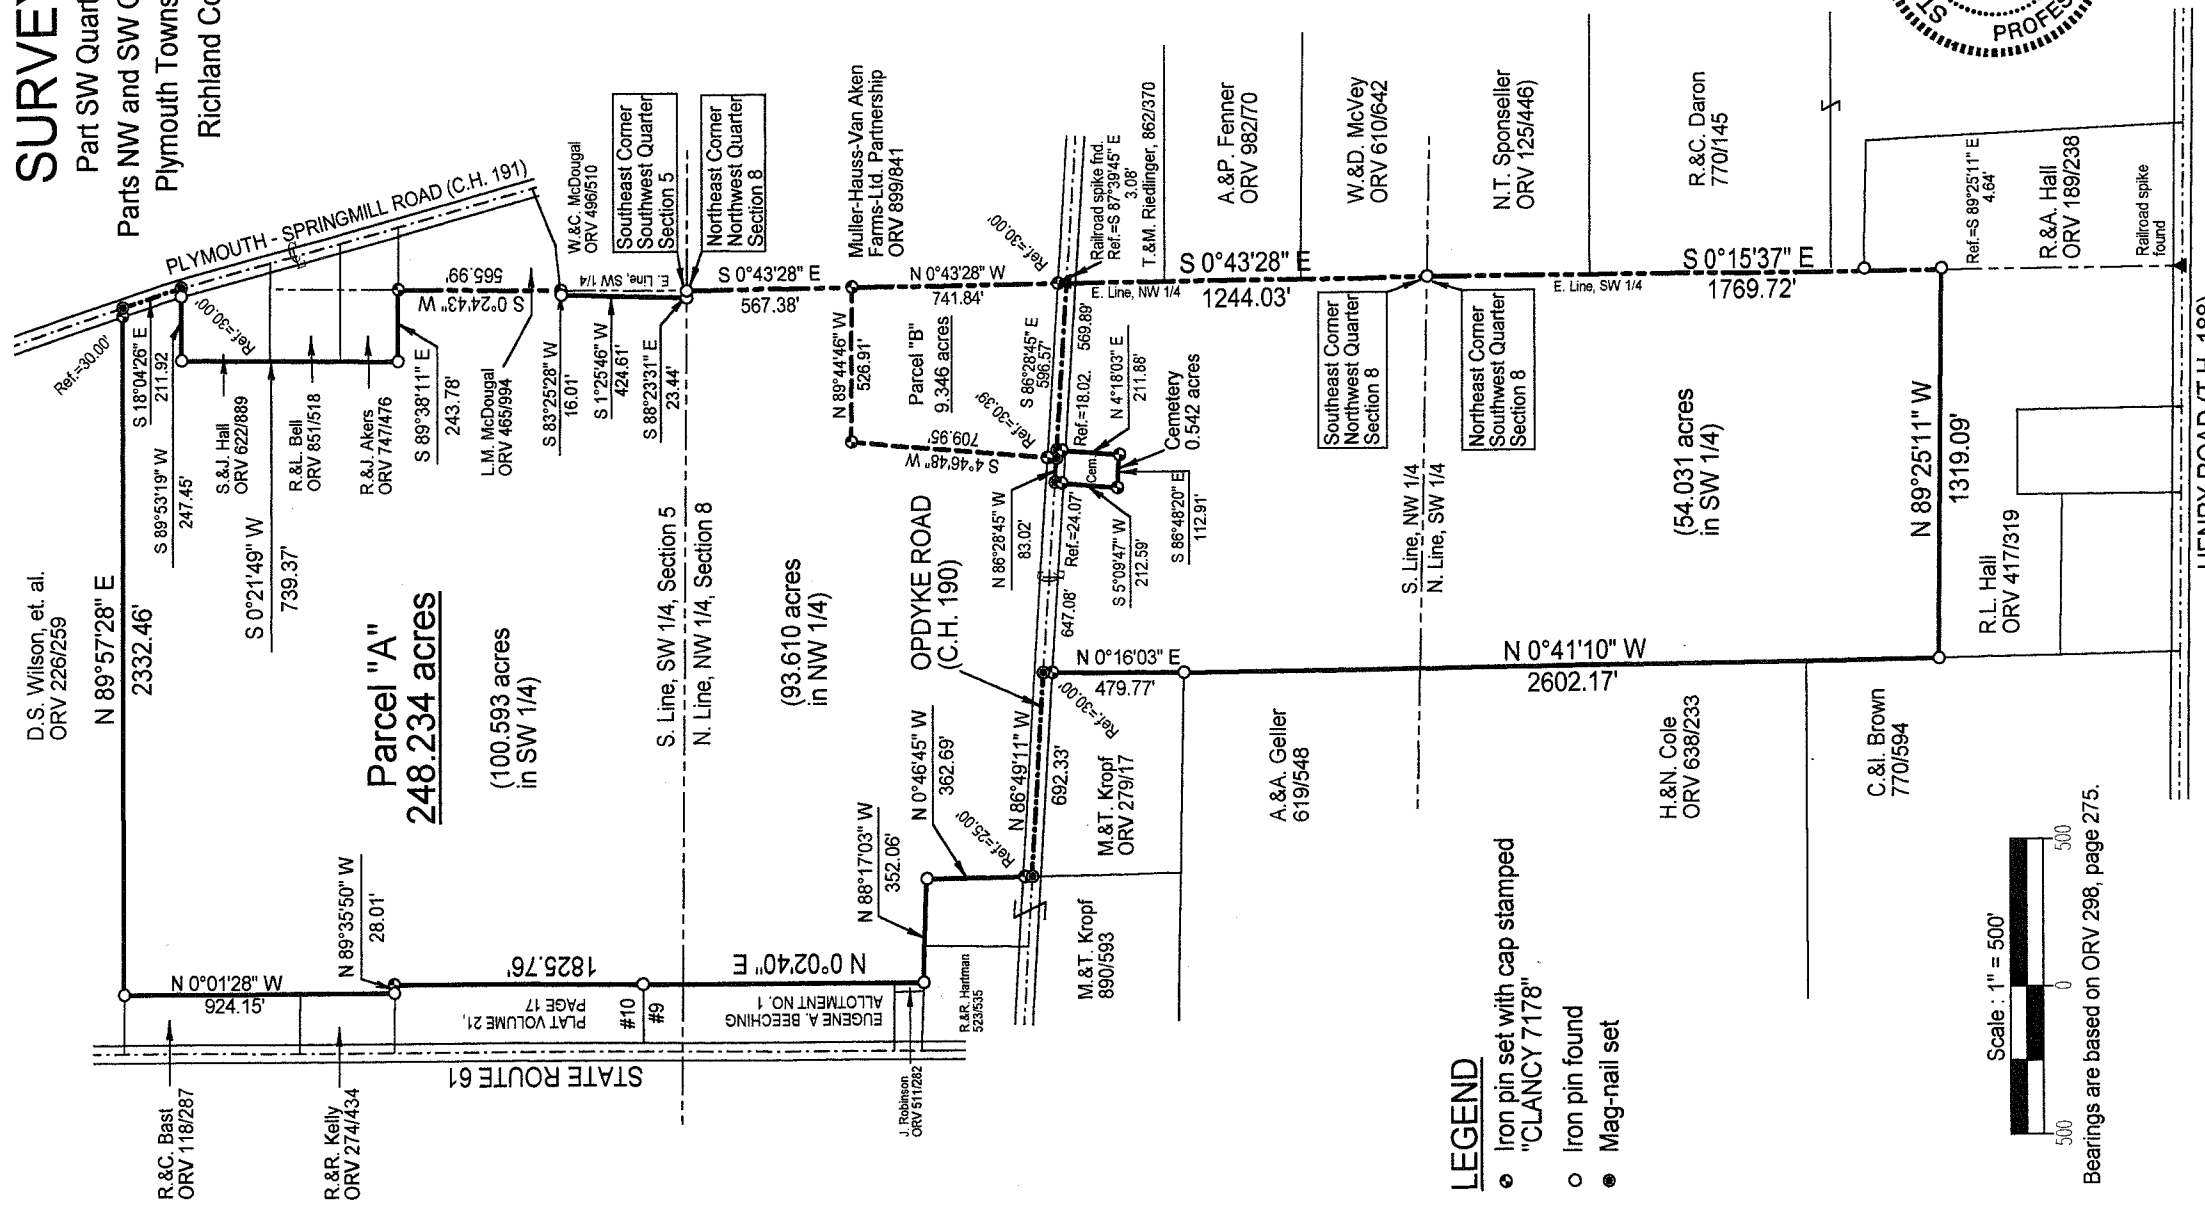 SURVEY
Part SW Quart
Parts NW and SW Q
Plymouth Towns
Richland Co
D.S. Wilson, et. al.
ORV 226/259
N 89°57'28" E
2332.46'
Ref.=30.00'
PLYMOUTH - SPRINGMILL ROAD (C.H. 191)
S 18°04'26" E
211.92
S 89°53'19" W
247.45'
Ref.=30.00'
S.&J. Hall
ORV 622/889
R.&L. Bell
ORV 851/518
R.&J. Akers
ORV 747/476
S 0°21'49" W
739.37'
S 89°38'11" E
243.78'
S 0°24'43" W
565.99'
L.M. McDougal
ORV 465/994
W.&C. McDougal
ORV 496/510
S 83°25'28" W
16.01'
E. Line, SW 1/4
S 1°25'46" W
424.61'
S 88°23'31" E
23.44'
Southeast Corner
Southwest Quarter
Section 5
Northeast Corner
Northwest Quarter
Section 8
Parcel "A"
248.234 acres
(100.593 acres
in SW 1/4)
S. Line, SW 1/4, Section 5
N. Line, NW 1/4, Section 8
(93.610 acres
in NW 1/4)
N 0°01'28" W
924.15'
N 89°35'50" W
28.01'
R.&C. Bast
ORV 118/287
R.&R. Kelly
ORV 274/434
STATE ROUTE 61
1825.76'
N 0°02'40" E
PLAT VOLUME 21,
PAGE 17
#10
#9
EUGENE A. BEECHING
ALLOTMENT NO. 1
J. Robinson
ORV 511/282
R.&R. Hartman
523/535
N 88°17'03" W
352.06'
N 0°46'45" W
362.69'
Ref.=25.00'
S 0°43'28" E
567.38'
Muller-Hauss-Van Aken
Farms-Ltd. Partnership
ORV 899/841
N 0°43'28" W
741.84'
N 89°44'46" W
526.91'
Parcel "B"
9.346 acres
S 4°46'48" W
709.95'
Ref.=30.39'
S 86°28'45" E
596.57'
Ref.=30.00'
Railroad spike fnd.
Ref.=S 87°39'45" E
3.08'
T.&M. Riedlinger, 862/370
OPDYKE ROAD
(C.H. 190)
N 86°28'45" W
83.02'
Ref.=18.02.
569.89'
N 4°18'03" E
211.88'
Cem.
Cemetery
0.542 acres
Ref.=24.07'
S 5°09'47" W
212.59'
S 86°48'20" E
112.91'
647.08'
N 86°49'11" W
692.33'
Ref.=30.00'
N 0°16'03" E
479.77'
M.&T. Kropf
ORV 279/17
M.&T. Kropf
890/593
E. Line, NW 1/4
S 0°43'28" E
1244.03'
A.&P. Fenner
ORV 982/70
W.&D. McVey
ORV 610/642
Southeast Corner
Northwest Quarter
Section 8
Northeast Corner
Southwest Quarter
Section 8
S. Line, NW 1/4
N. Line, SW 1/4
A.&A. Geller
619/548
N.T. Sponseller
ORV 125/446)
R.&C. Daron
770/145
E. Line, SW 1/4
S 0°15'37" E
1769.72'
(54.031 acres
in SW 1/4)
N 0°41'10" W
2602.17'
H.&N. Cole
ORV 638/233
C.&I. Brown
770/594
N 89°25'11" W
1319.09'
Ref.=S 89°25'11" E
4.64'
R.&A. Hall
ORV 189/238
Railroad spike
found
R.L. Hall
ORV 417/319
HENRY ROAD (T.H. 188)
ST
PROFES
LEGEND
Iron pin set with cap stamped
"CLANCY 7178"
Iron pin found
Mag-nail set
Scale : 1" = 500'
500
0
500
Bearings are based on ORV 298, page 275.